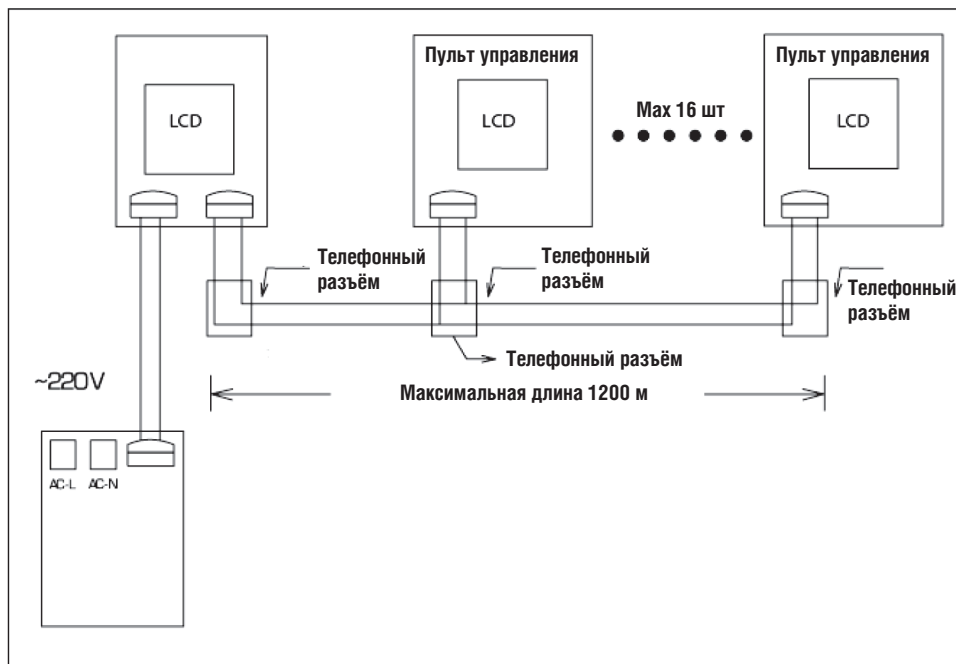 Пульт управления
Пульт управления
LCD
LCD
LCD
Max 16 шт
Телефонный
разъём
Телефонный
разъём
Телефонный
разъём
Телефонный разъём
~220V
Максимальная длина 1200 м
AC-L
AC-N